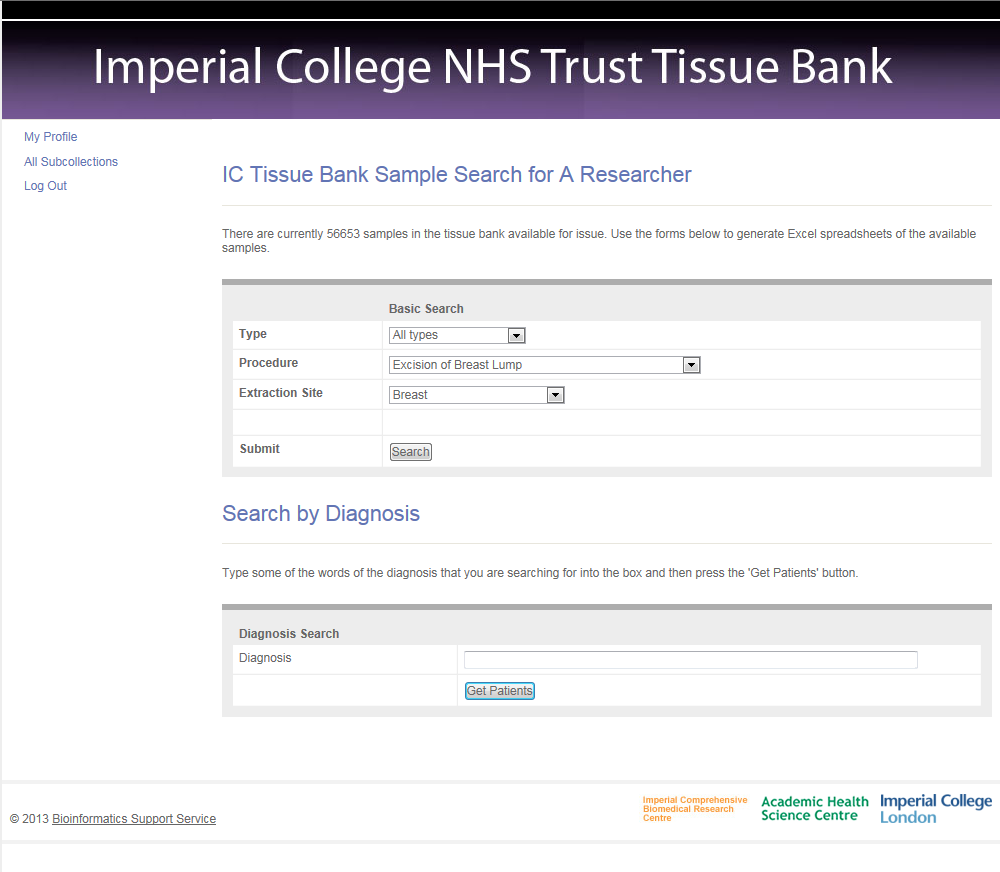 Imperial College NHS Trust Tissue Bank
My Profile
All Subcollections
Log Out
IC Tissue Bank Sample Search for A Researcher
There are currently 56653 samples in the tissue bank available for issue. Use the forms below to generate Excel spreadsheets of the available
samples.
Basic Search
Type All types
Procedure Excision of Breast Lump
Extraction Site Breast
Submit Search
Search by Diagnosis
Type some of the words of the diagnosis that you are searching for into the box and then press the 'Get Patients' button.
Diagnosis Search
Diagnosis
Get Patients
© 2013 Bioinformatics Support Service
Imperial Comprehensive
Biomedical Research
Centre
Academic Health
Science Centre
Imperial College
London